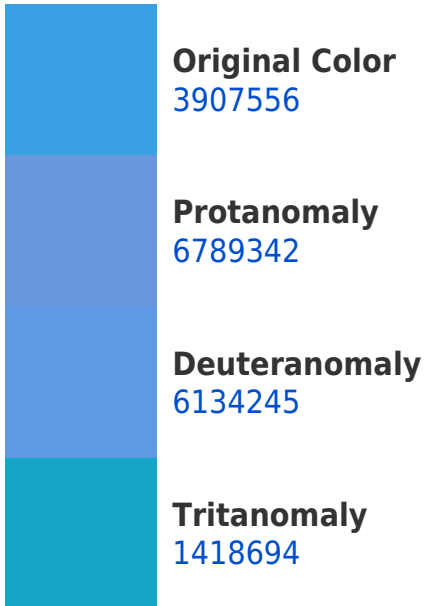 Original Color
3907556
Protanomaly
6789342
Deuteranomaly
6134245
Tritanomaly
1418694